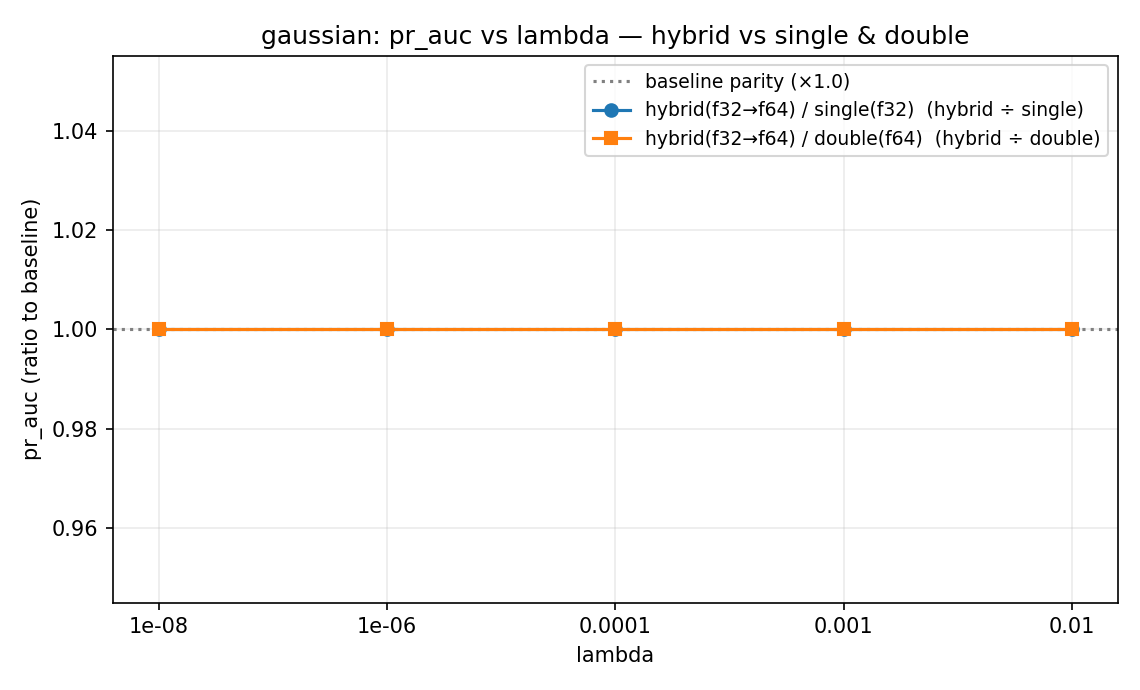 gaussian: pr_auc vs lambda — hybrid vs single & double
baseline parity (×1.0)
hybrid(f32→f64) / single(f32)  (hybrid ÷ single)
hybrid(f32→f64) / double(f64)  (hybrid ÷ double)
pr_auc (ratio to baseline)
1.04
1.02
1.00
0.98
0.96
1e-08
1e-06
0.0001
0.001
0.01
lambda